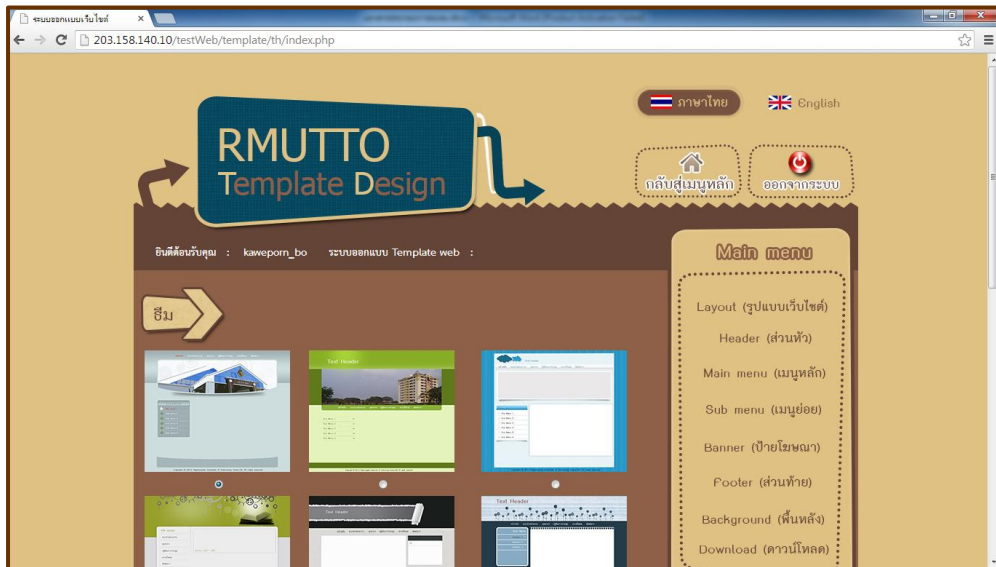 ระบบออกแบบเว็บไซต์
203.158.140.10/testWeb/template/th/index.php
ภาษาไทย
English
RMUTTO
Template Design
กลับสู่เมนูหลัก
ออกจากระบบ
ยินดีต้อนรับคุณ : kaweporn_bo ระบบออกแบบ Template web :
Main menu
ธีม
Layout (รูปแบบเว็บไซต์)
Header (ส่วนหัว)
Main menu (เมนูหลัก)
Sub menu (เมนูย่อย)
Banner (ป้ายโฆษณา)
Footer (ส่วนท้าย)
Background (พื้นหลัง)
Download (ดาวน์โหลด)
Text Header
Text Header
Text Header